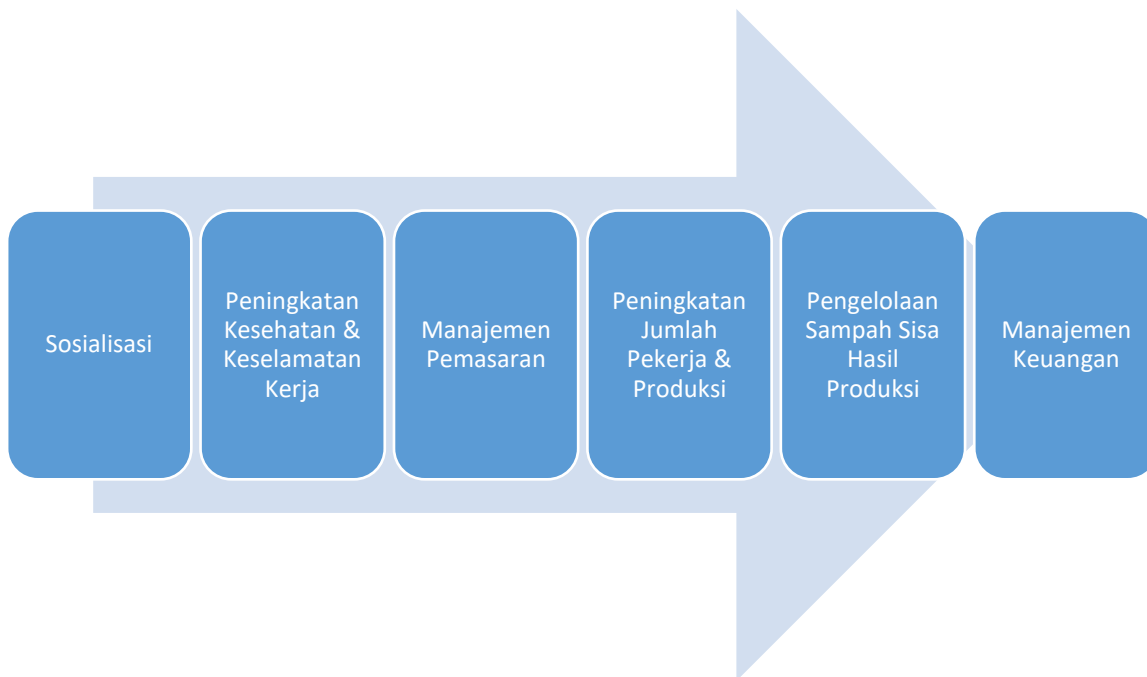 Sosialisasi
Peningkatan
Kesehatan &
Keselamatan
Kerja
Manajemen
Pemasaran
Peningkatan
Jumlah
Pekerja &
Produksi
Pengelolaan
Sampah Sisa
Hasil
Produksi
Manajemen
Keuangan